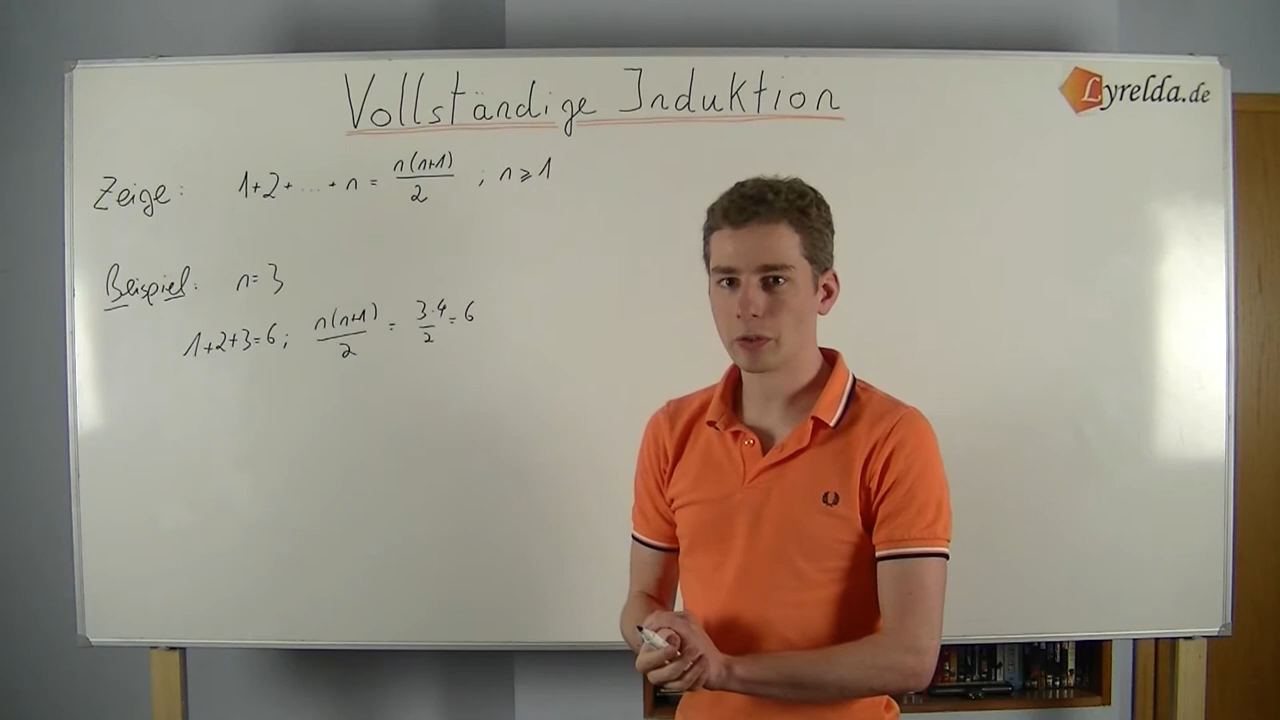 Vollständige Induktion
Lyrelda.de
Zeige: 1+2+...+n = n(n+1)/2 ; n ≥ 1
Beispiel: n=3
1+2+3=6; n(n+1)/2 = 3·4/2 = 6